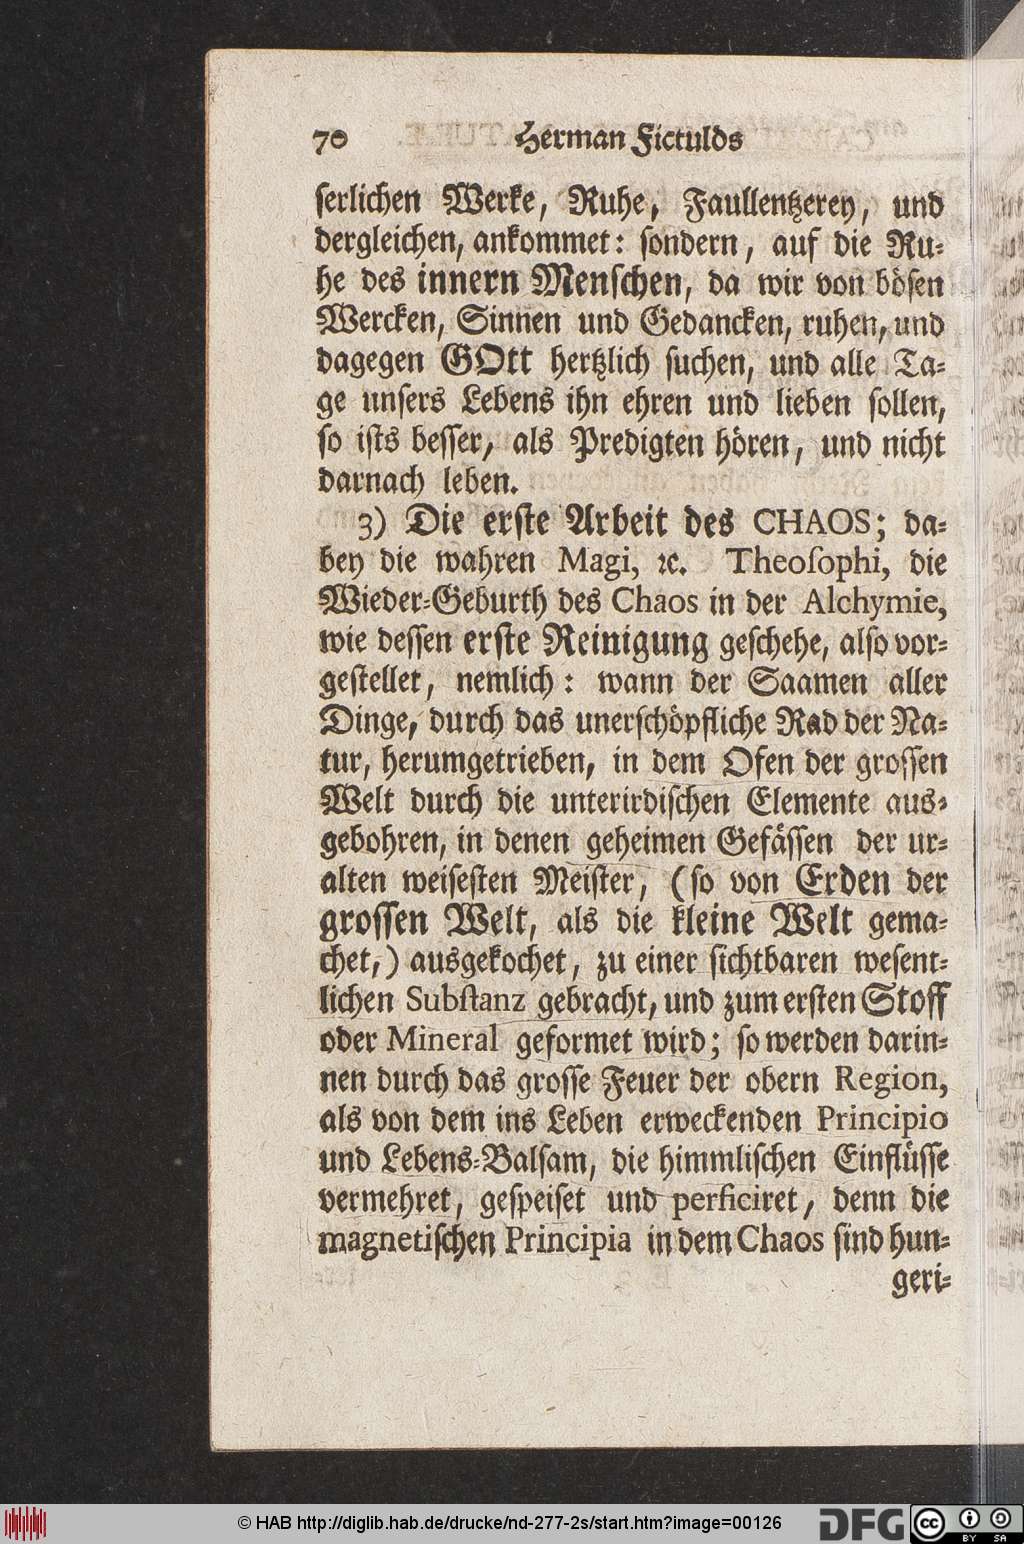 70 Herman Fictulds
serlichen Werke, Ruhe, Faullentzerey, und
dergleichen, ankommet: sondern, auf die Ru-
he des innern Menschen, da wir von bösen
Wercken, Sinnen und Gedancken, ruhen, und
dagegen GOtt hertzlich suchen, und alle Ta-
ge unsers Lebens ihn ehren und lieben sollen,
so ists besser, als Predigten hören, und nicht
darnach leben.
3) Die erste Arbeit des CHAOS; da-
bey die wahren Magi, ꝛc. Theosophi, die
Wieder-Geburth des Chaos in der Alchymie,
wie dessen erste Reinigung geschehe, also vor-
gestellet, nemlich: wann der Saamen aller
Dinge, durch das unerschöpfliche Rad der Na-
tur, herumgetrieben, in dem Ofen der grossen
Welt durch die unterirdischen Elemente aus-
gebohren, in denen geheimen Gefässen der ur-
alten weisesten Meister, (so von Erden der
grossen Welt, als die kleine Welt gema-
chet,) ausgekochet, zu einer sichtbaren wesent-
lichen Substanz gebracht, und zum ersten Stoff
oder Mineral geformet wird; so werden darin-
nen durch das grosse Feuer der obern Region,
als von dem ins Leben erweckenden Principio
und Lebens-Balsam, die himmlischen Einflüsse
vermehret, gespeiset und perficiret, denn die
magnetischen Principia in dem Chaos sind hun-
geri-
© HAB http://diglib.hab.de/drucke/nd-277-2s/start.htm?image=00126
DFG
cc BY SA